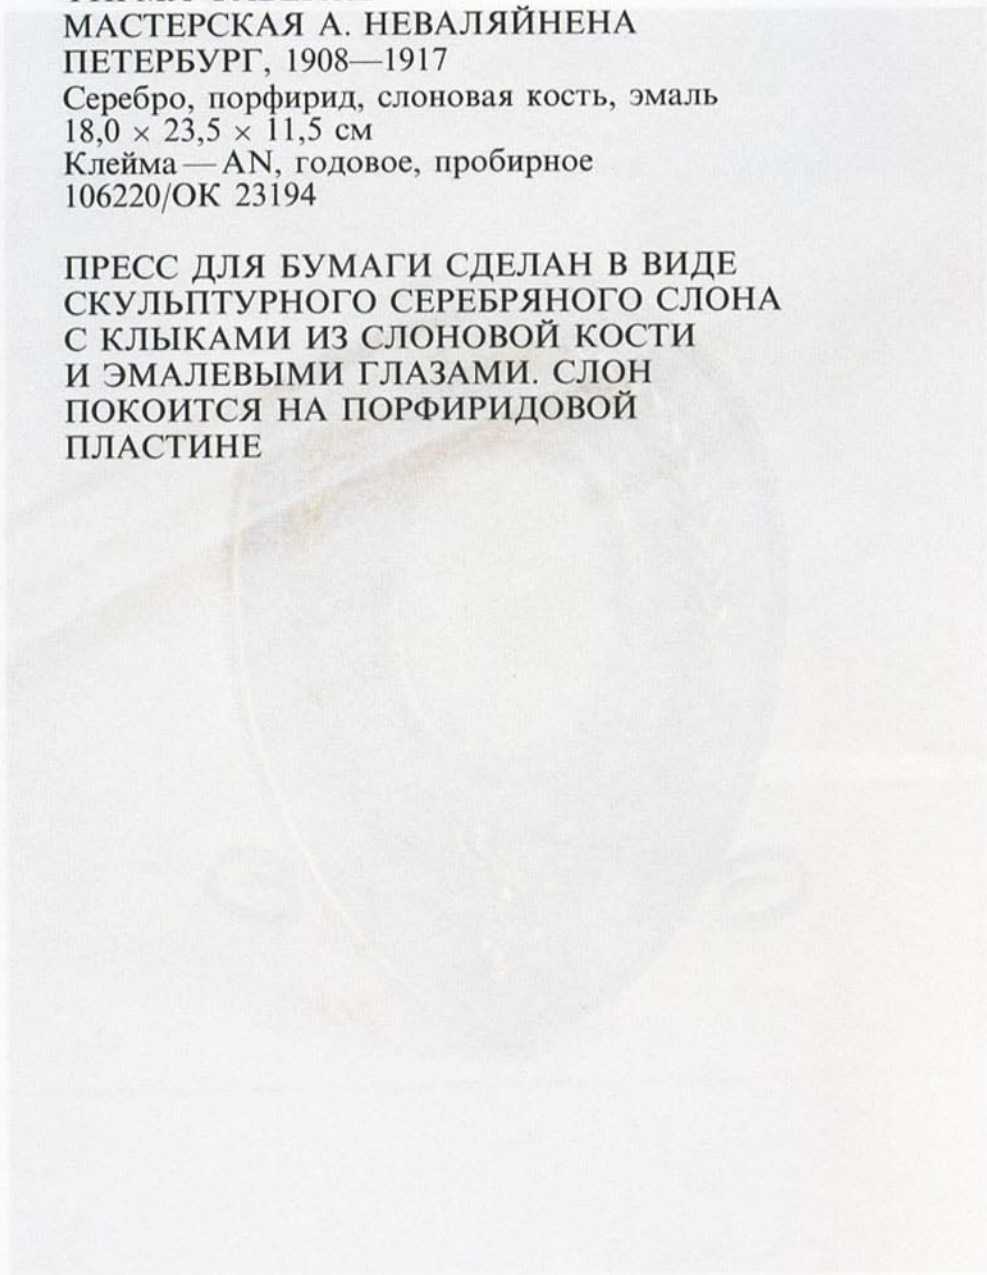 МАСТЕРСКАЯ А. НЕВАЛЯЙНЕНА
ПЕТЕРБУРГ, 1908—1917
Серебро, порфирид, слоновая кость, эмаль
18,0 × 23,5 × 11,5 см
Клейма — AN, годовое, пробирное
106220/ОК 23194
ПРЕСС ДЛЯ БУМАГИ СДЕЛАН В ВИДЕ
СКУЛЬПТУРНОГО СЕРЕБРЯНОГО СЛОНА
С КЛЫКАМИ ИЗ СЛОНОВОЙ КОСТИ
И ЭМАЛЕВЫМИ ГЛАЗАМИ. СЛОН
ПОКОИТСЯ НА ПОРФИРИДОВОЙ
ПЛАСТИНЕ